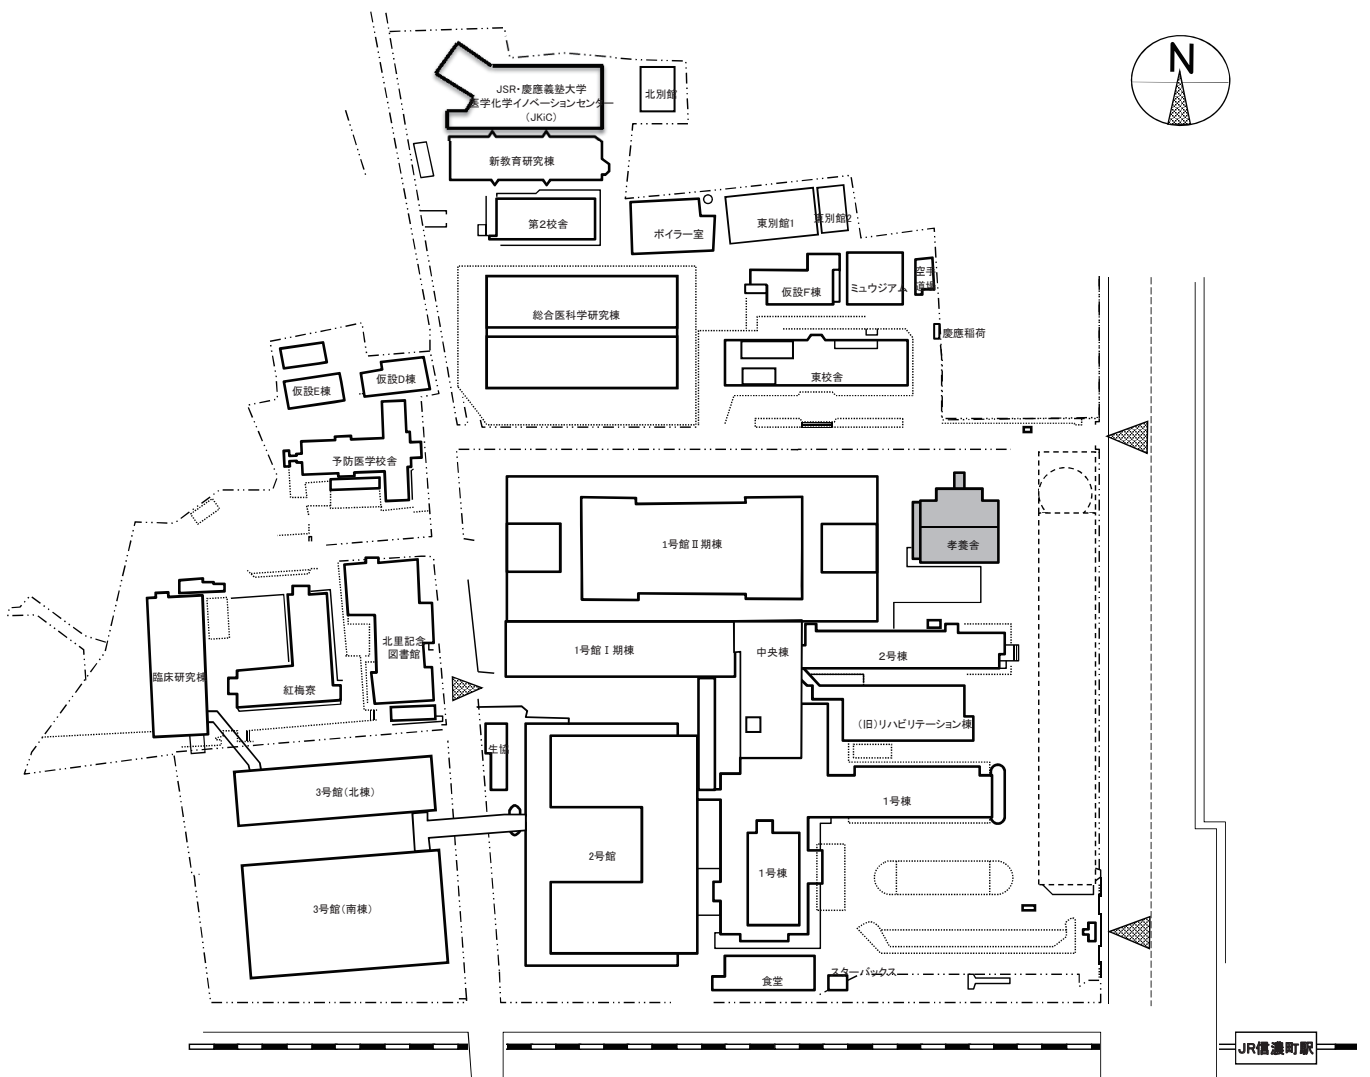 N
JSR・慶應義塾大学
医学化学イノベーションセンター
(JKiC)
北別館
新教育研究棟
第2校舎
ボイラー室
東別館1
東別館2
仮設F棟
ミュウジアム
空手
道場
慶應稲荷
総合医科学研究棟
東校舎
仮設E棟
仮設D棟
予防医学校舎
1号館Ⅱ期棟
孝養舎
北里記念
図書館
1号館Ⅰ期棟
中央棟
2号棟
臨床研究棟
紅梅寮
(旧)リハビリテーション棟
生協
3号館(北棟)
1号棟
2号館
1号棟
3号館(南棟)
食堂
スターバックス
JR信濃町駅